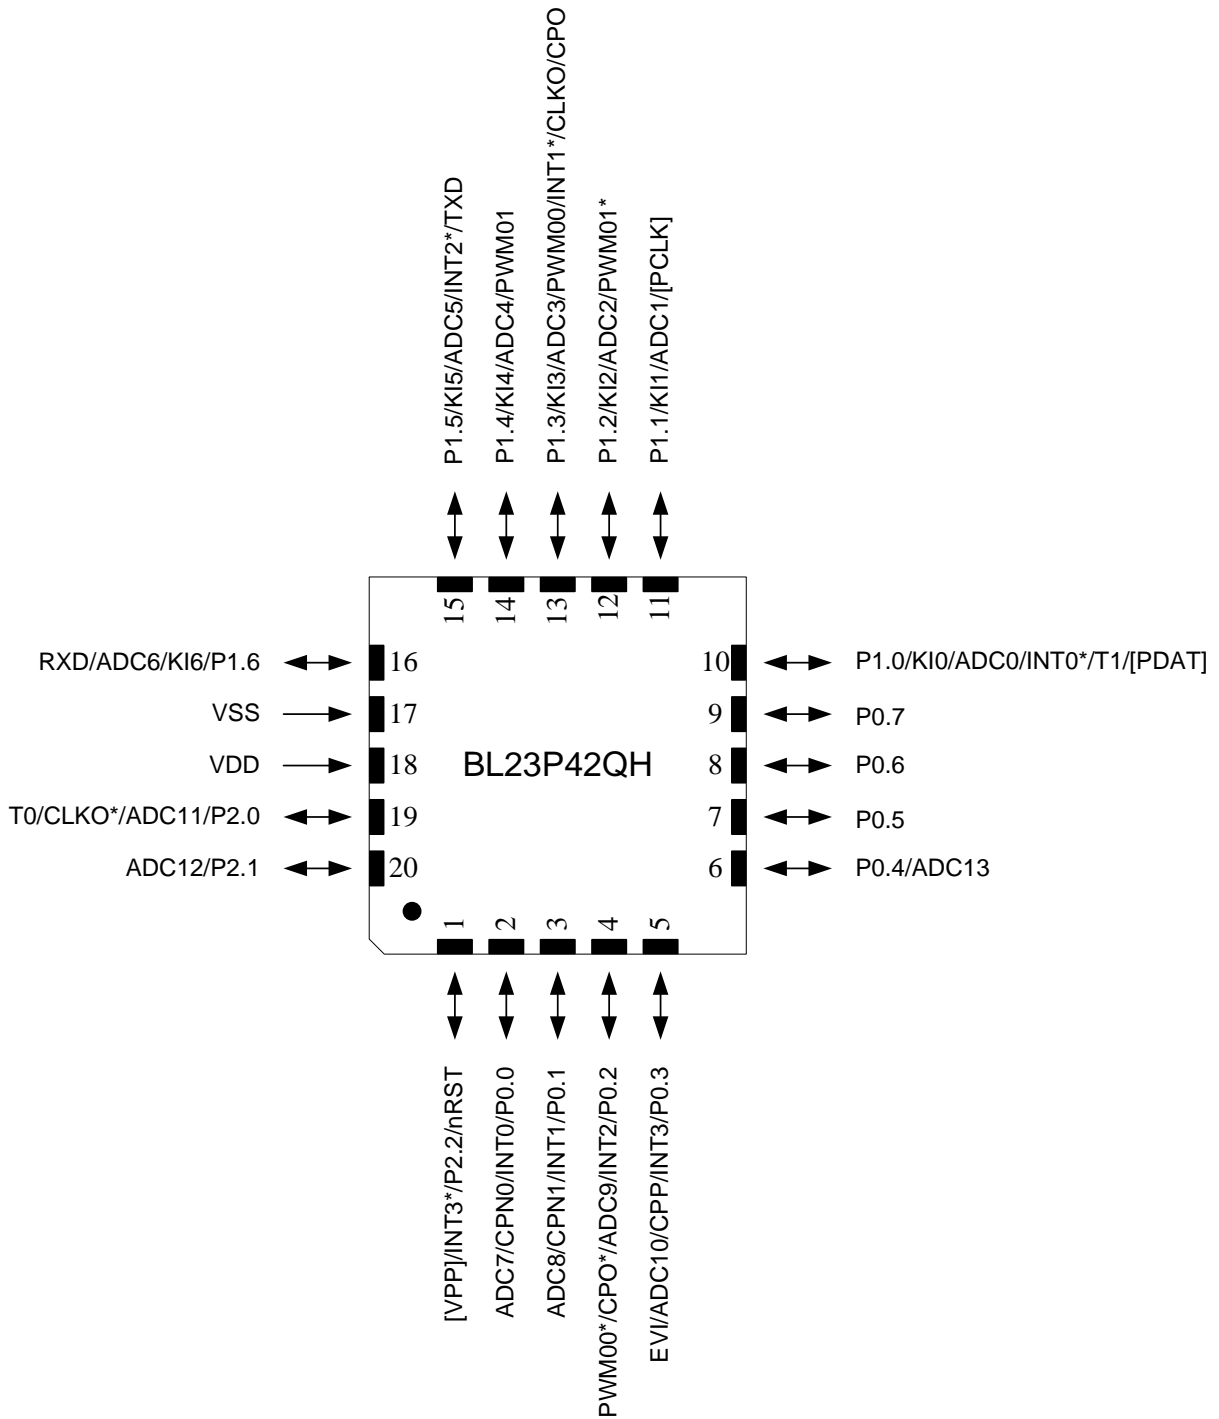 P1.5/KI5/ADC5/INT2*/TXD
P1.4/KI4/ADC4/PWM01
P1.3/KI3/ADC3/PWM00/INT1*/CLKO/CPO
P1.2/KI2/ADC2/PWM01*
P1.1/KI1/ADC1/[PCLK]
15
14
13
12
11
RXD/ADC6/KI6/P1.6
16
VSS
17
VDD
18
T0/CLKO*/ADC11/P2.0
19
ADC12/P2.1
20
BL23P42QH
10
P1.0/KI0/ADC0/INT0*/T1/[PDAT]
9
P0.7
8
P0.6
7
P0.5
6
P0.4/ADC13
1
2
3
4
5
[VPP]/INT3*/P2.2/nRST
ADC7/CPN0/INT0/P0.0
ADC8/CPN1/INT1/P0.1
PWM00*/CPO*/ADC9/INT2/P0.2
EVI/ADC10/CPP/INT3/P0.3